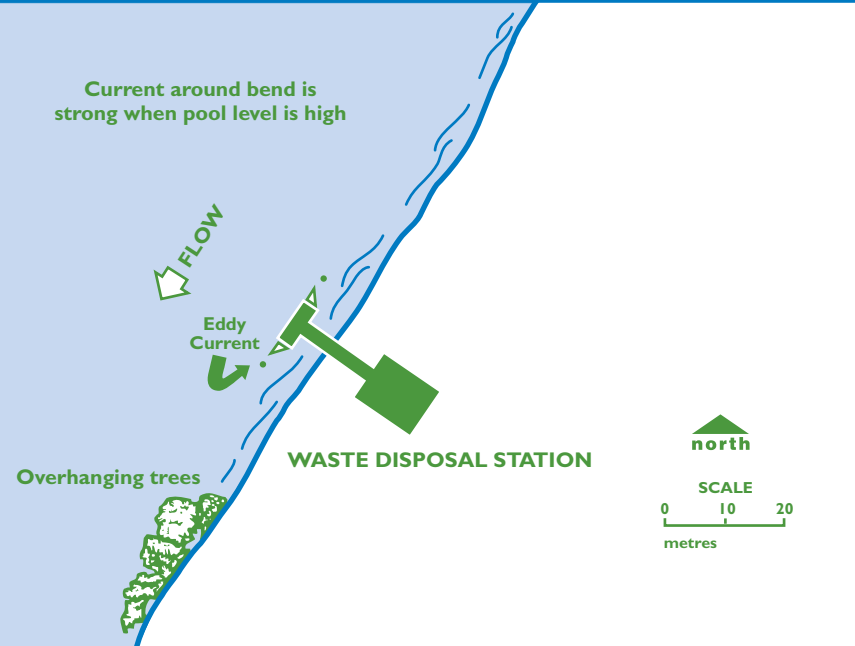 Current around bend is
strong when pool level is high
FLOW
Eddy
Current
WASTE DISPOSAL STATION
north
Overhanging trees
SCALE
0 10 20
metres